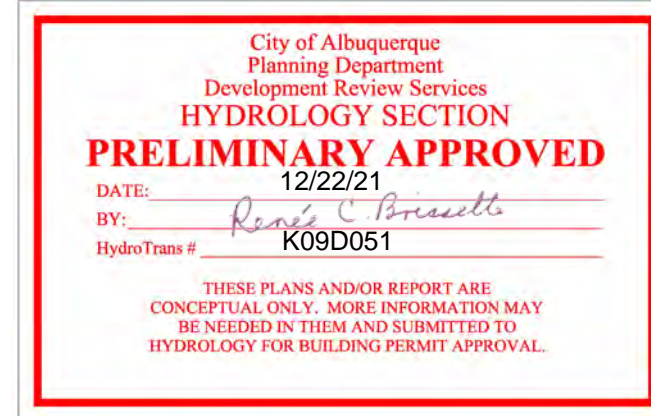 City of Albuquerque
Planning Department
Development Review Services
HYDROLOGY SECTION
PRELIMINARY APPROVED
DATE: 12/22/21
BY: Renée C. Brissette
HydroTrans # K09D051
THESE PLANS AND/OR REPORT ARE
CONCEPTUAL ONLY. MORE INFORMATION MAY
BE NEEDED IN THEM AND SUBMITTED TO
HYDROLOGY FOR BUILDING PERMIT APPROVAL.